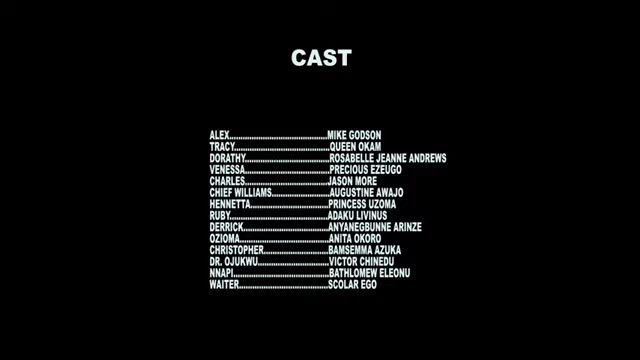 CAST
ALEX............................................MIKE GODSON
TRACY..........................................QUEEN OKAM
DORATHY.....................................ROSABELLE JEANNE ANDREWS
VENESSA......................................PRECIOUS EZEUGO
CHARLES.....................................JASON MORE
CHIEF WILLIAMS.........................AUGUSTINE AWAJO
HENNETTA...................................PRINCESS UZOMA
RUBY...........................................ADAKU LIVINUS
DERRICK......................................ANYANEGBUNNE ARINZE
OZIOMA.......................................ANITA OKORO
CHRISTOPHER.............................BAMSEMMA AZUKA
DR. OJUKWU................................VICTOR CHINEDU
NNAPI..........................................BATHLOMEW ELEONU
WAITER........................................SCOLAR EGO